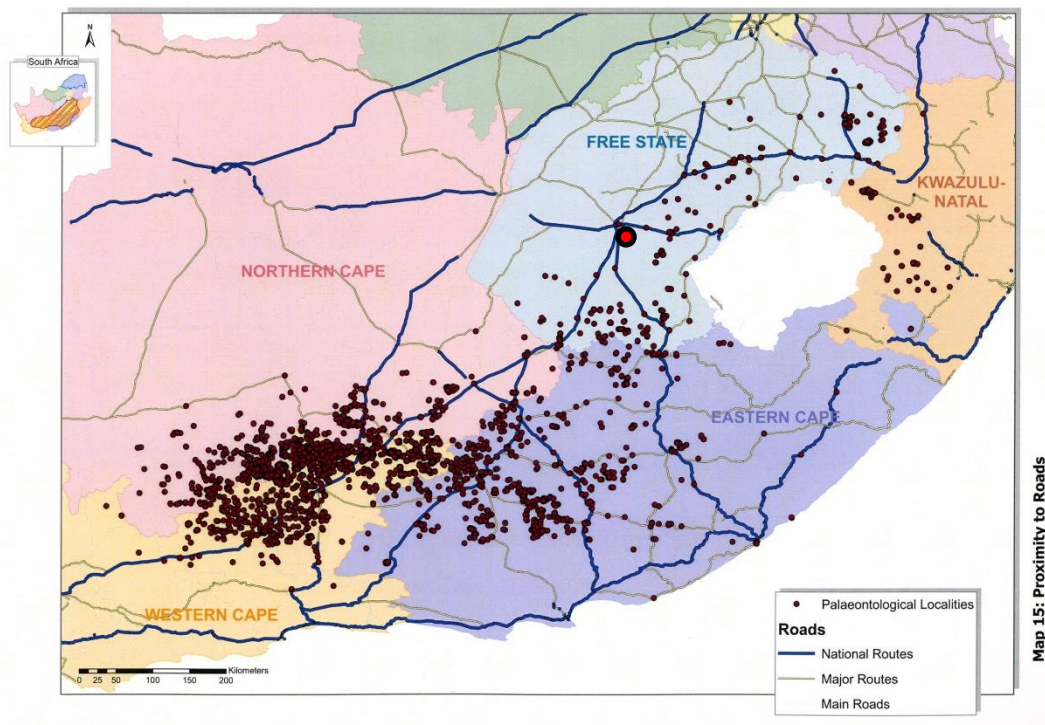 N
South Africa
FREE STATE
KWAZULU-
NATAL
NORTHERN CAPE
EASTERN CAPE
WESTERN CAPE
Kilometers
0 25 50 100 150 200
Palaeontological Localities
Roads
National Routes
Major Routes
Main Roads
Map 15: Proximity to Roads